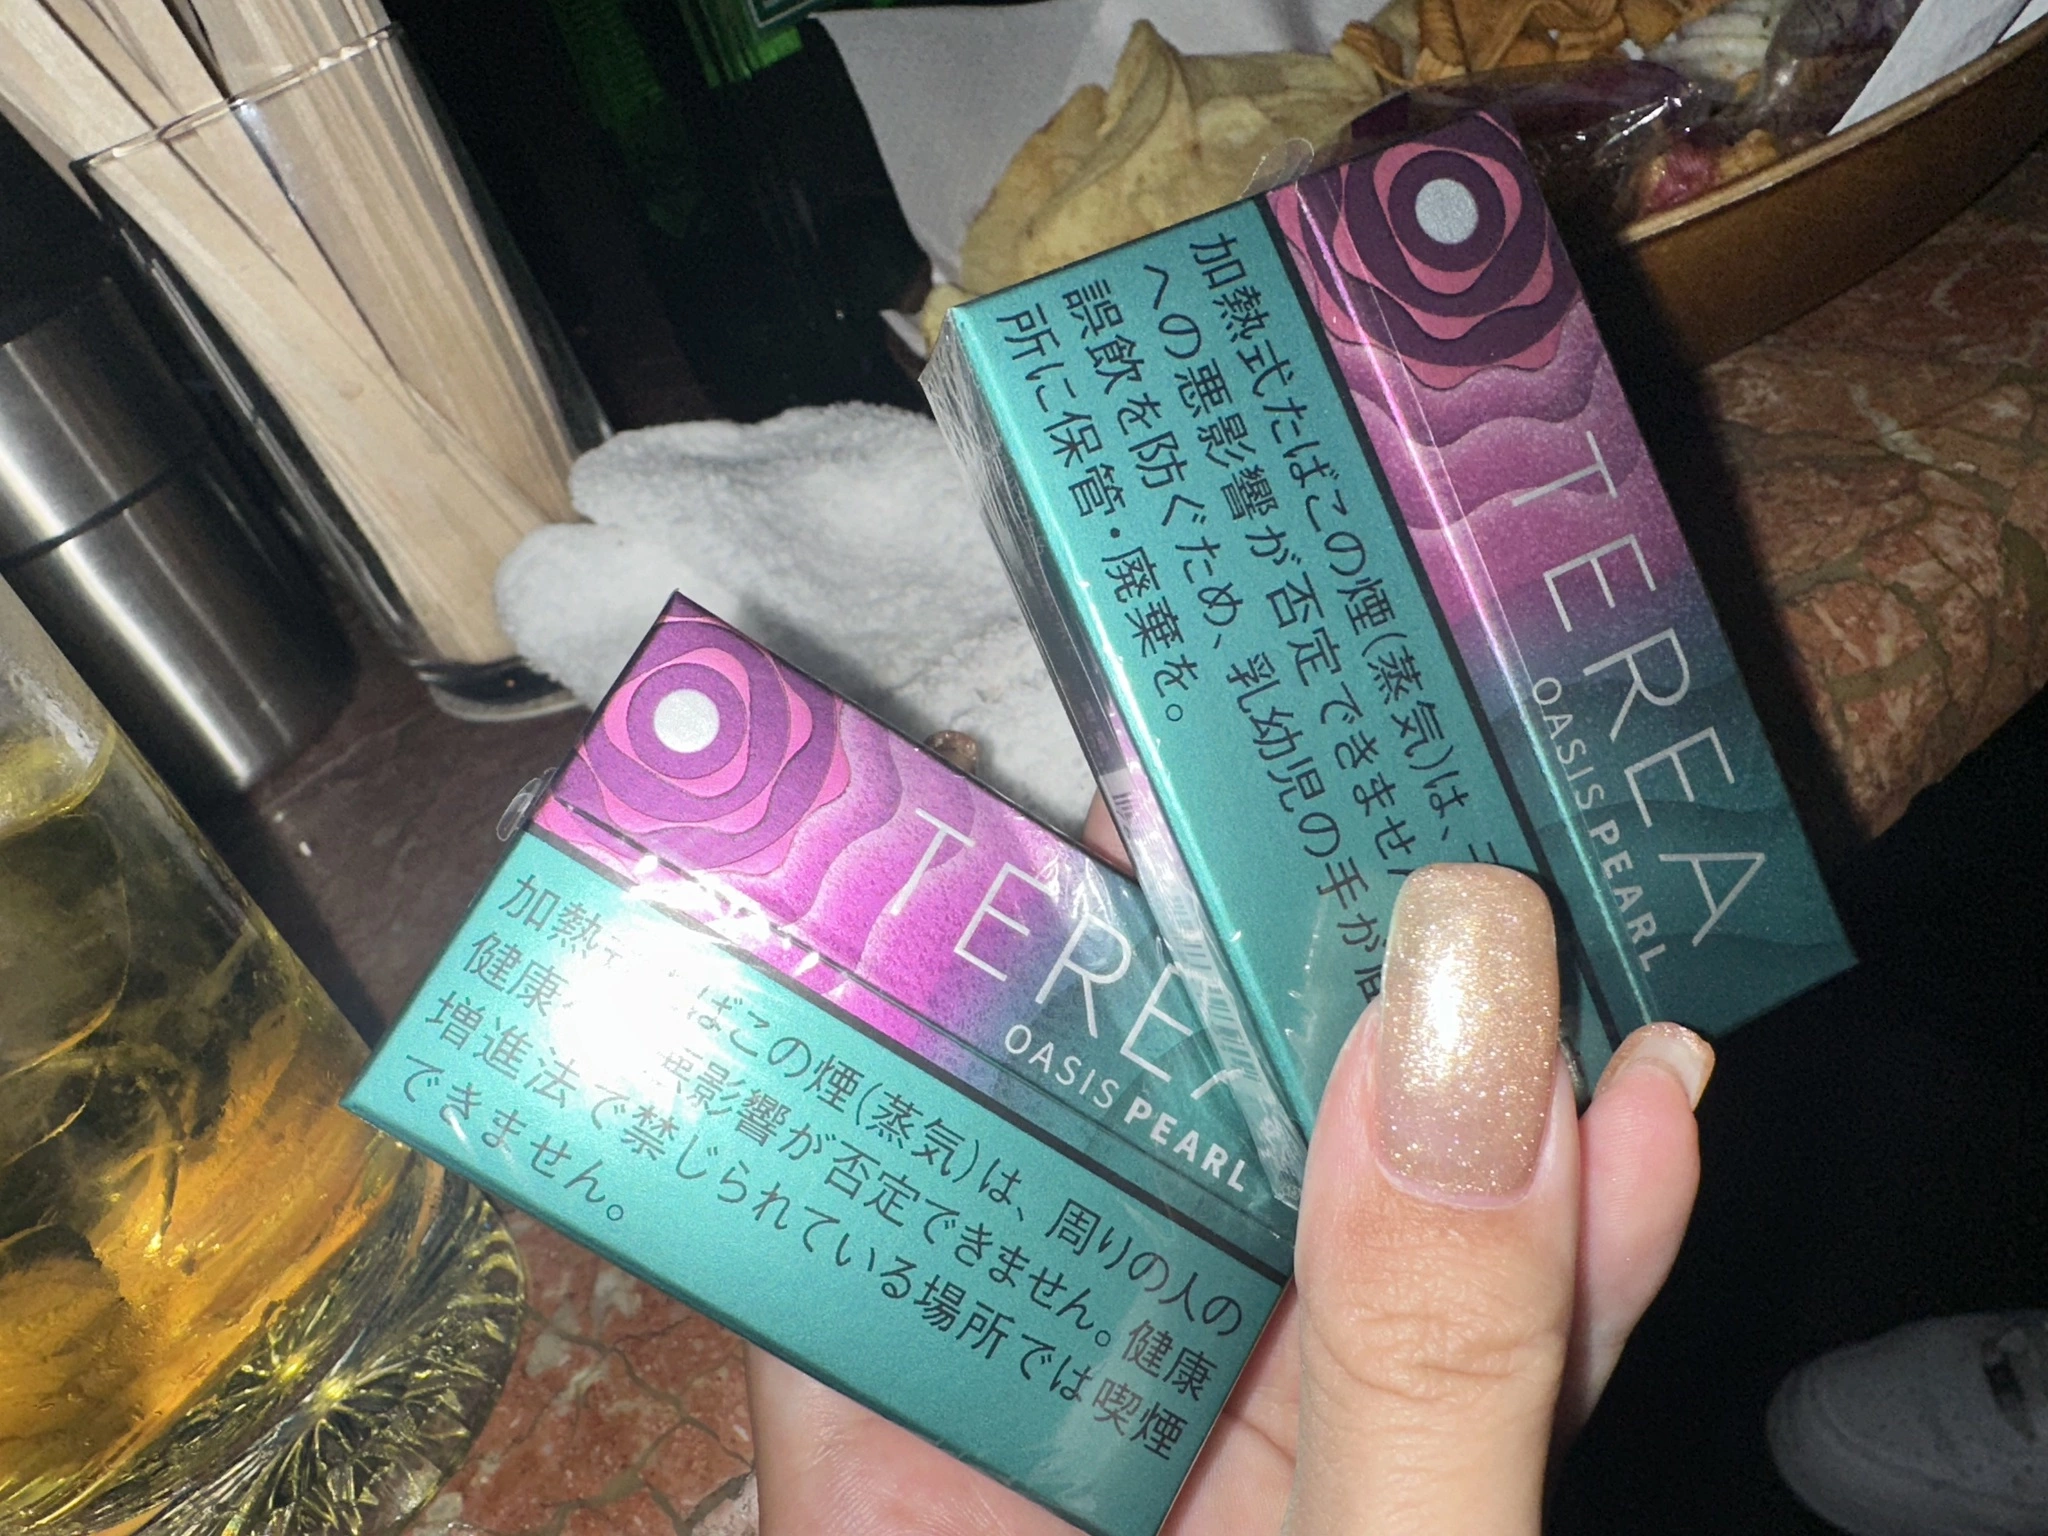 TEREA
OASIS PEARL
加熱式たばこの煙(蒸気)は、
への悪影響が否定できません
誤飲を防ぐため、乳幼児の手が届
所に保管・廃棄を。
TERE
OASIS PEARL
加熱 ばこの煙(蒸気)は、周りの人の
健康 悪影響が否定できません。健康
増進法で禁じられている場所では喫煙
できません。